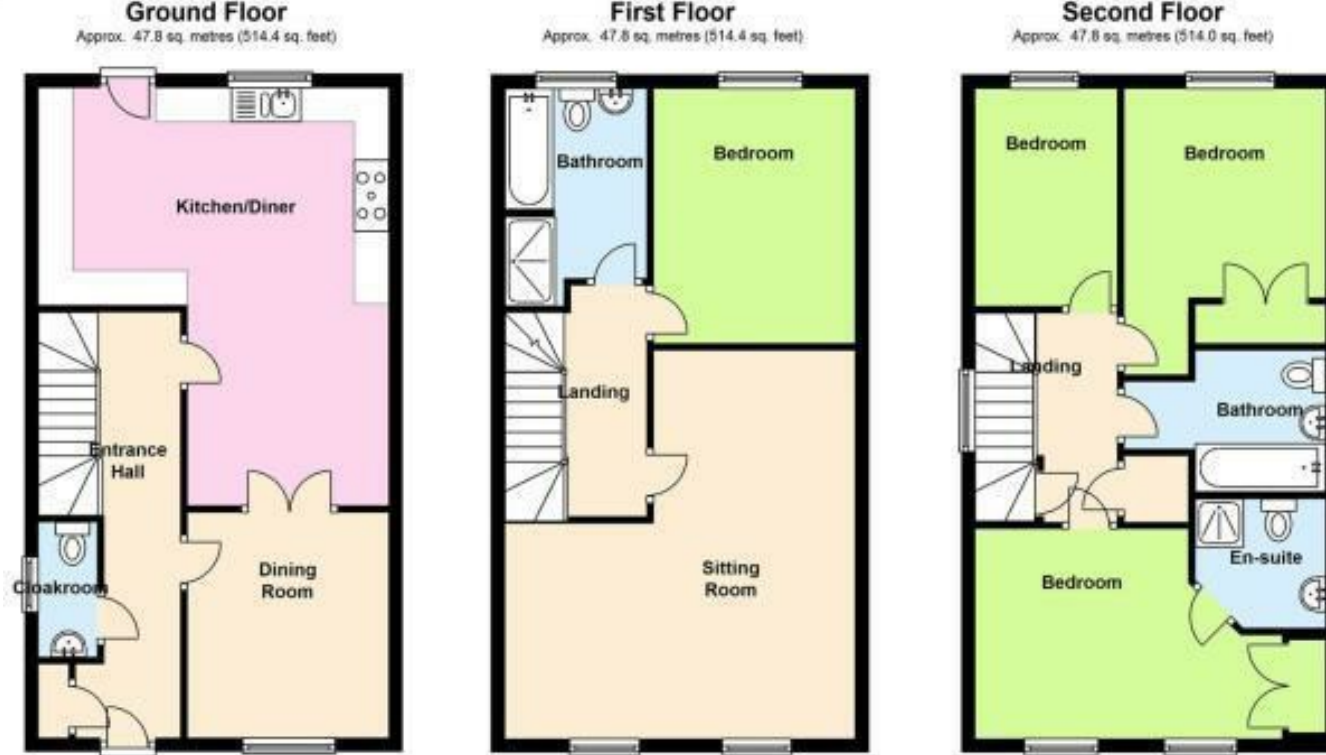 Ground Floor
Approx. 47.8 sq. metres (514.4 sq. feet)
Kitchen/Diner
Entrance
Hall
Cloakroom
Dining
Room
First Floor
Approx. 47.8 sq. metres (514.4 sq. feet)
Bathroom
Bedroom
Landing
Sitting
Room
Second Floor
Approx. 47.8 sq. metres (514.0 sq. feet)
Bedroom
Bedroom
Landing
Bathroom
En-suite
Bedroom